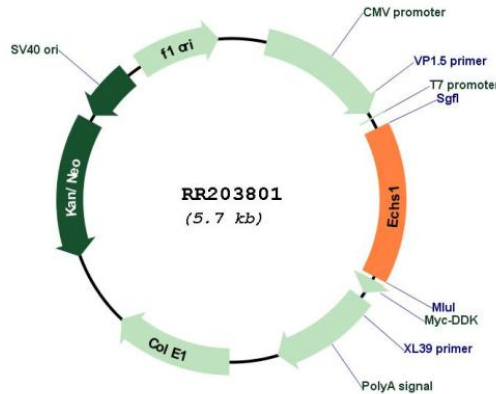 CMV promoter
VP1.5 primer
T7 promoter
SgfI
Echs1
MluI
Myc-DDK
XL39 primer
PolyA signal
Col E1
Kan/ Neo
SV40 ori
f1 ori
RR203801
(5.7 kb)